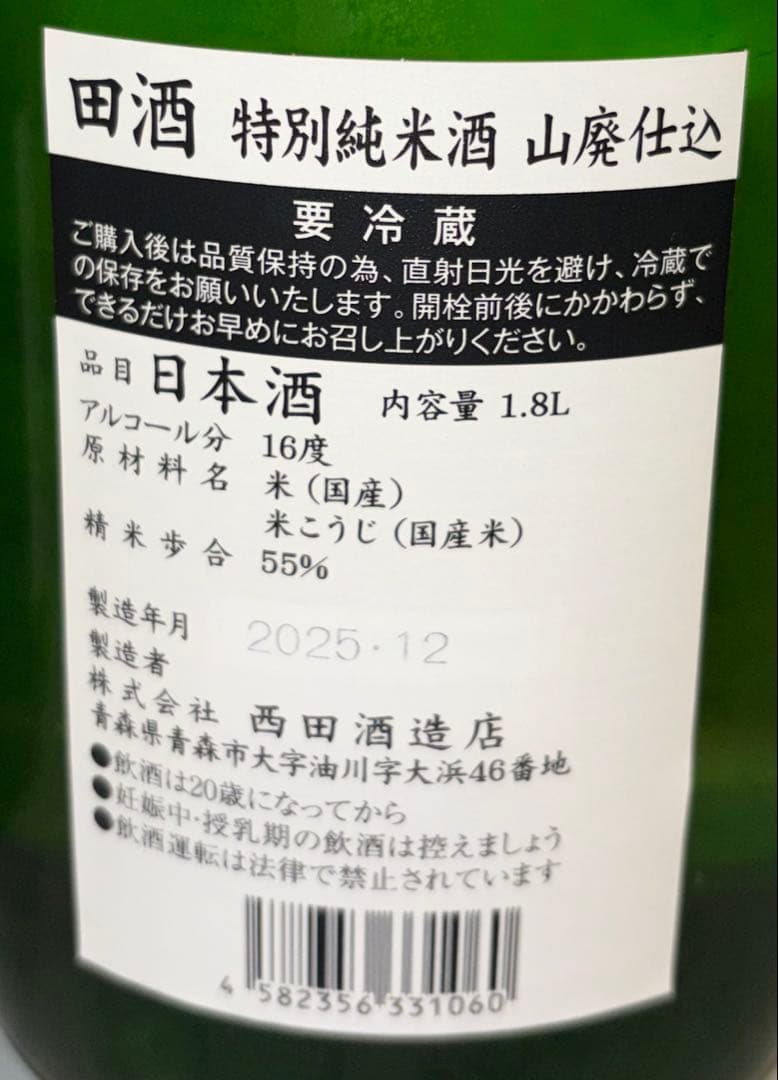 田酒 特別純米酒 山廃仕込
要冷蔵
ご購入後は品質保持の為、直射日光を避け、冷蔵で
の保存をお願いいたします。開栓前後にかかわらず、
できるだけお早めにお召し上がりください。
品目 日本酒 内容量 1.8L
アルコール分 16度
原材料名 米(国産)
米こうじ(国産米)
精米歩合 55%
製造年月 2025・12
製造者
株式会社 西田酒造店
青森県青森市大字油川字大浜46番地
●飲酒は20歳になってから
●妊娠中・授乳期の飲酒は控えましょう
●飲酒運転は法律で禁止されています
4 582356 331060